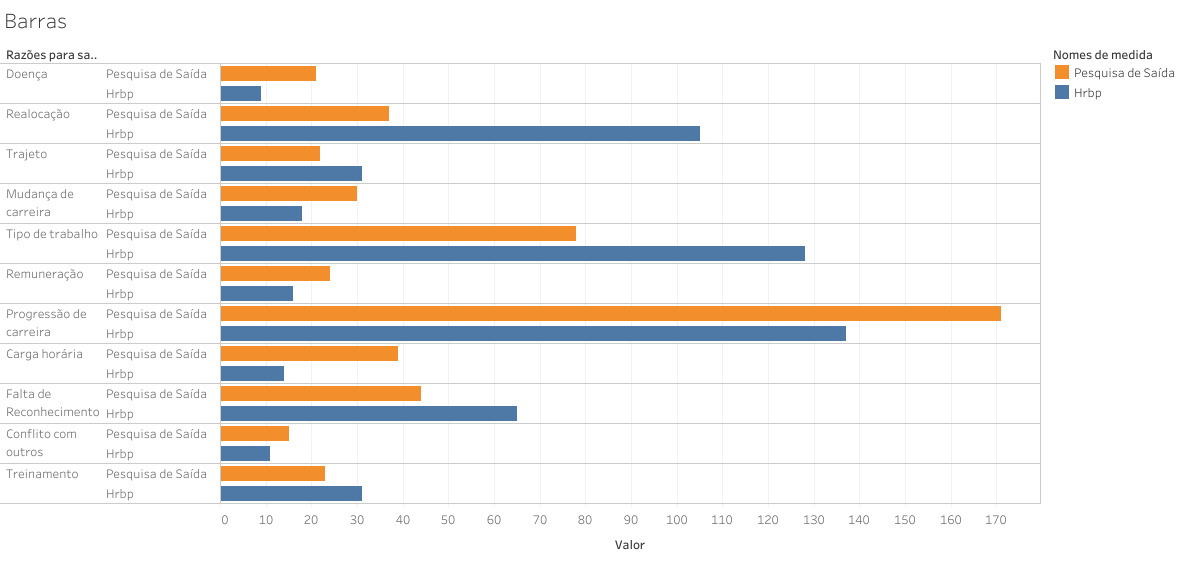 Barras
Razões para sa..
Nomes de medida
Pesquisa de Saída
Hrbp
Doença
Pesquisa de Saída
Hrbp
Realocação
Pesquisa de Saída
Hrbp
Trajeto
Pesquisa de Saída
Hrbp
Mudança de
carreira
Pesquisa de Saída
Hrbp
Tipo de trabalho
Pesquisa de Saída
Hrbp
Remuneração
Pesquisa de Saída
Hrbp
Progressão de
carreira
Pesquisa de Saída
Hrbp
Carga horária
Pesquisa de Saída
Hrbp
Falta de
Reconhecimento
Pesquisa de Saída
Hrbp
Conflito com
outros
Pesquisa de Saída
Hrbp
Treinamento
Pesquisa de Saída
Hrbp
0 10 20 30 40 50 60 70 80 90 100 110 120 130 140 150 160 170
Valor